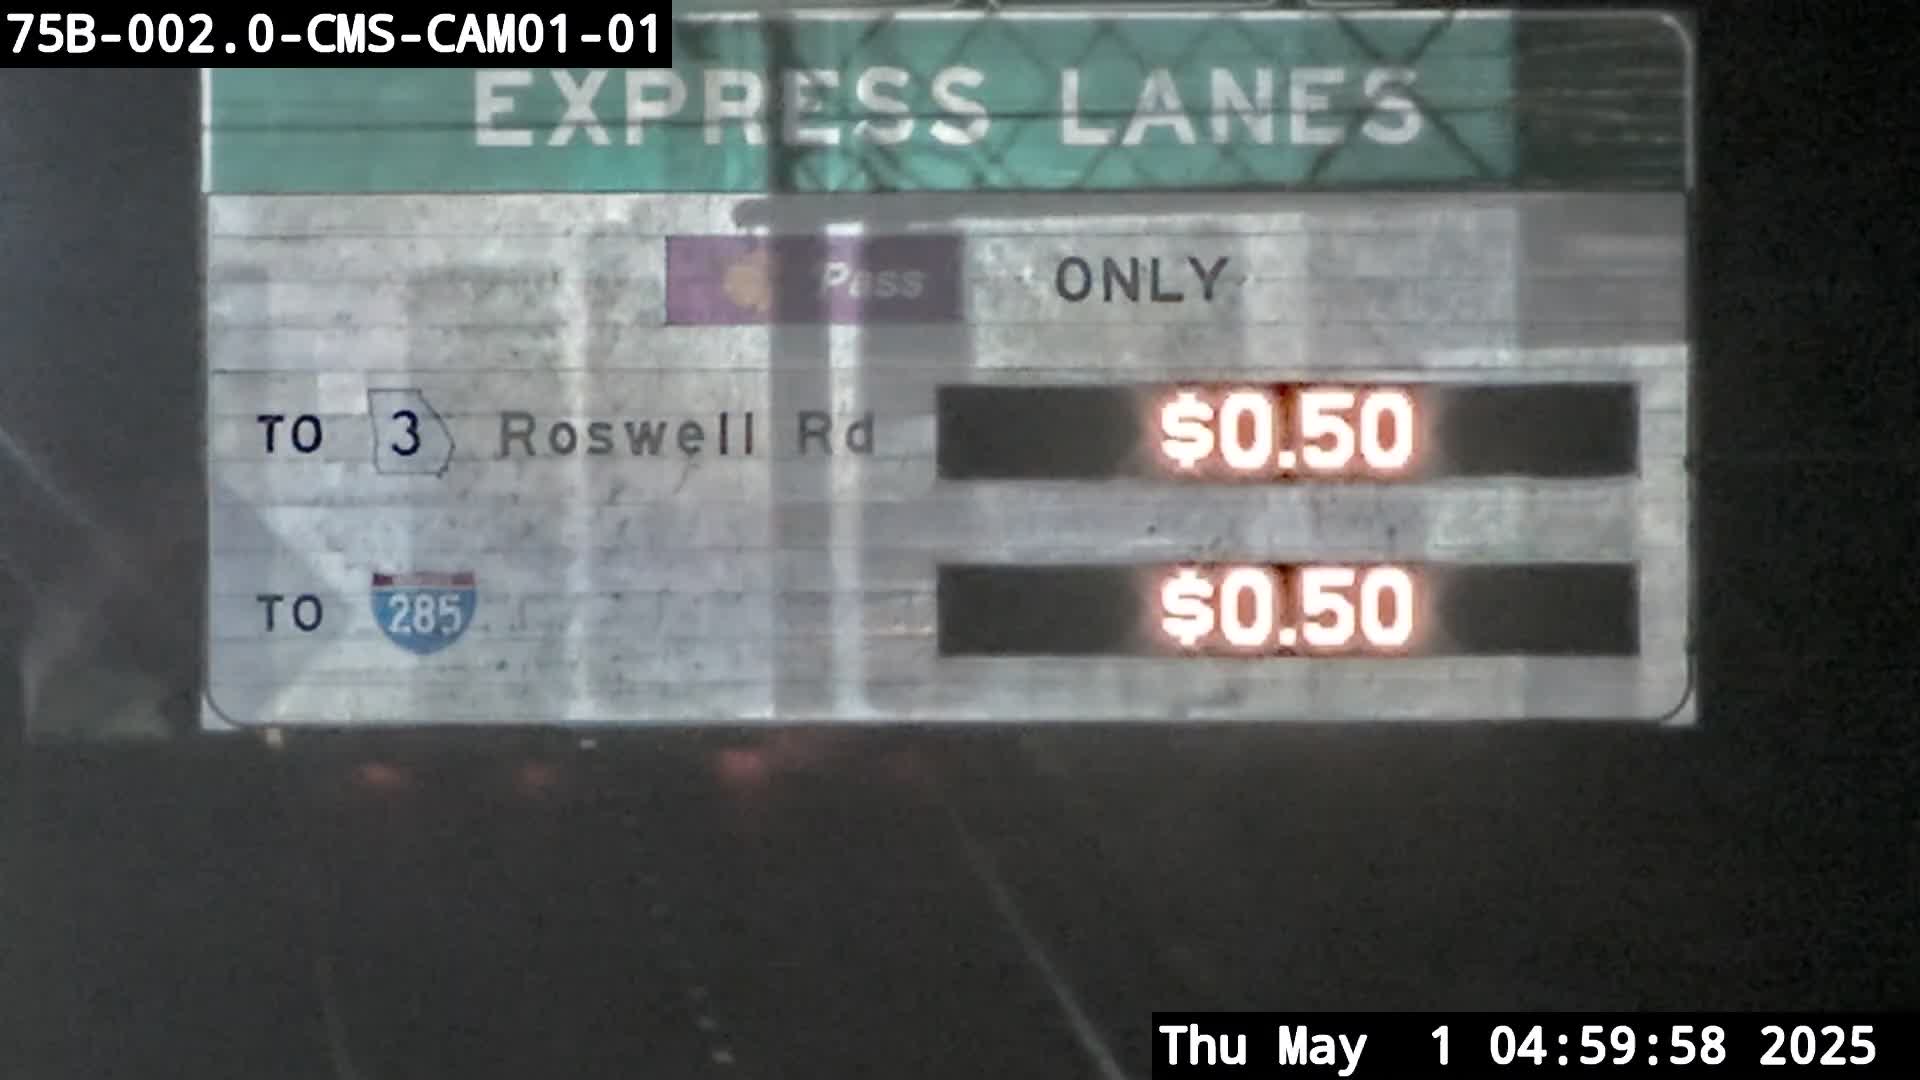 75B-002.0-CMS-CAM01-01
EXPRESS LANES
Pass ONLY
TO 3 Roswell Rd $0.50
TO 285 $0.50
Thu May 1 04:59:58 2025